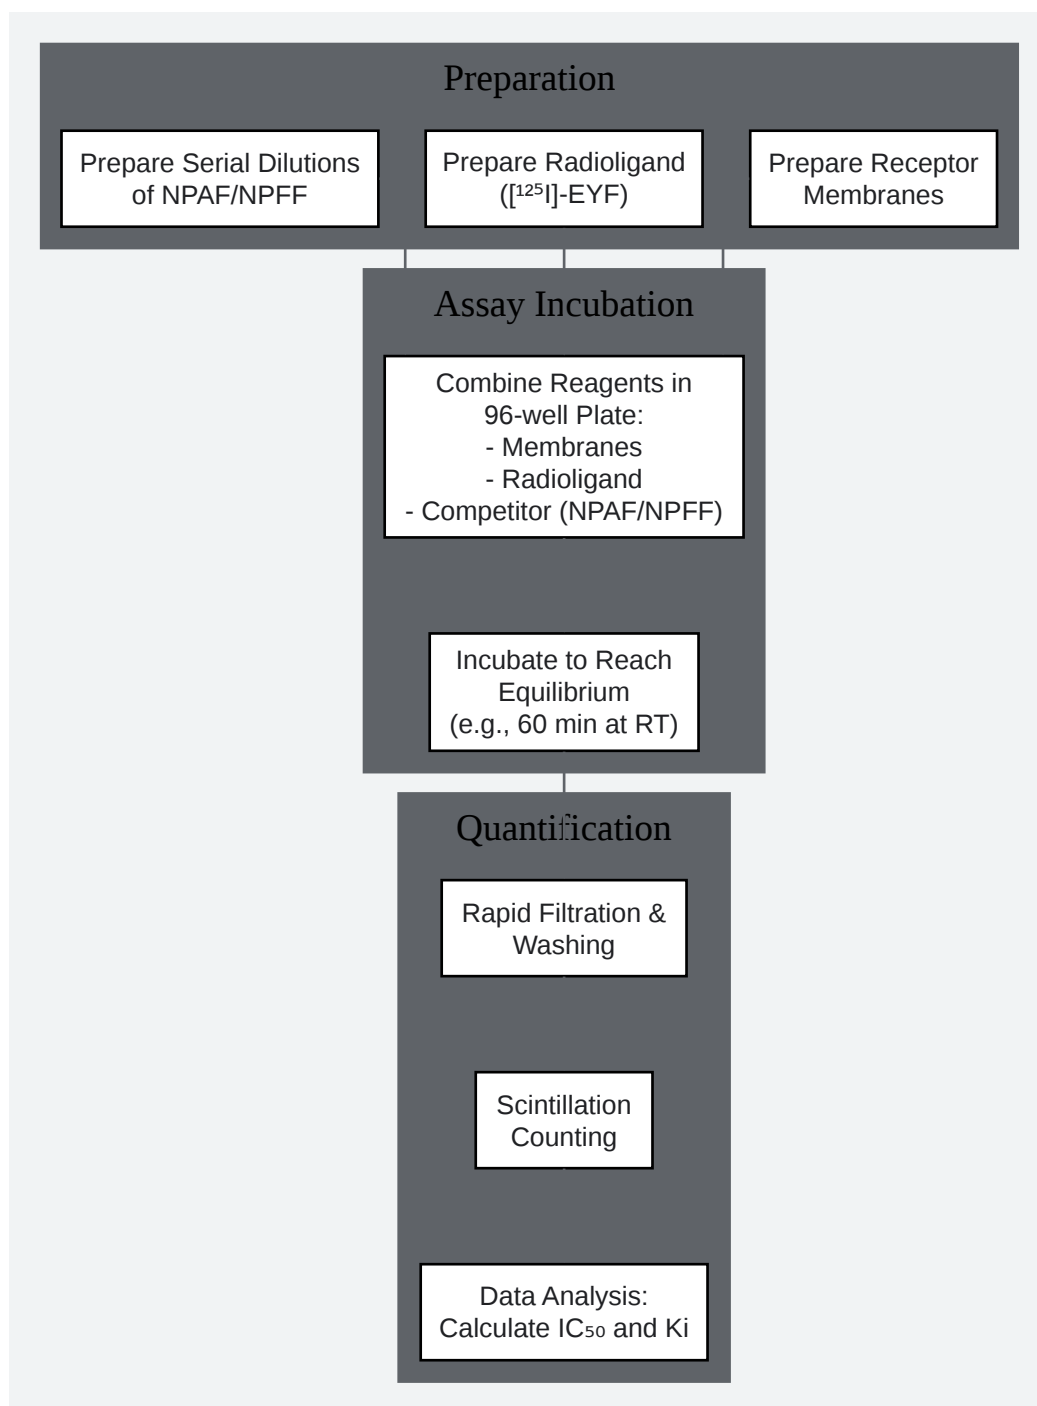 Preparation
Prepare Serial Dilutions
of NPAF/NPFF
Prepare Radioligand
([¹²⁵I]-EYF)
Prepare Receptor
Membranes
Assay Incubation
Combine Reagents in
96-well Plate:
- Membranes
- Radioligand
- Competitor (NPAF/NPFF)
Incubate to Reach
Equilibrium
(e.g., 60 min at RT)
Quantification
Rapid Filtration &
Washing
Scintillation
Counting
Data Analysis:
Calculate IC₅₀ and Ki